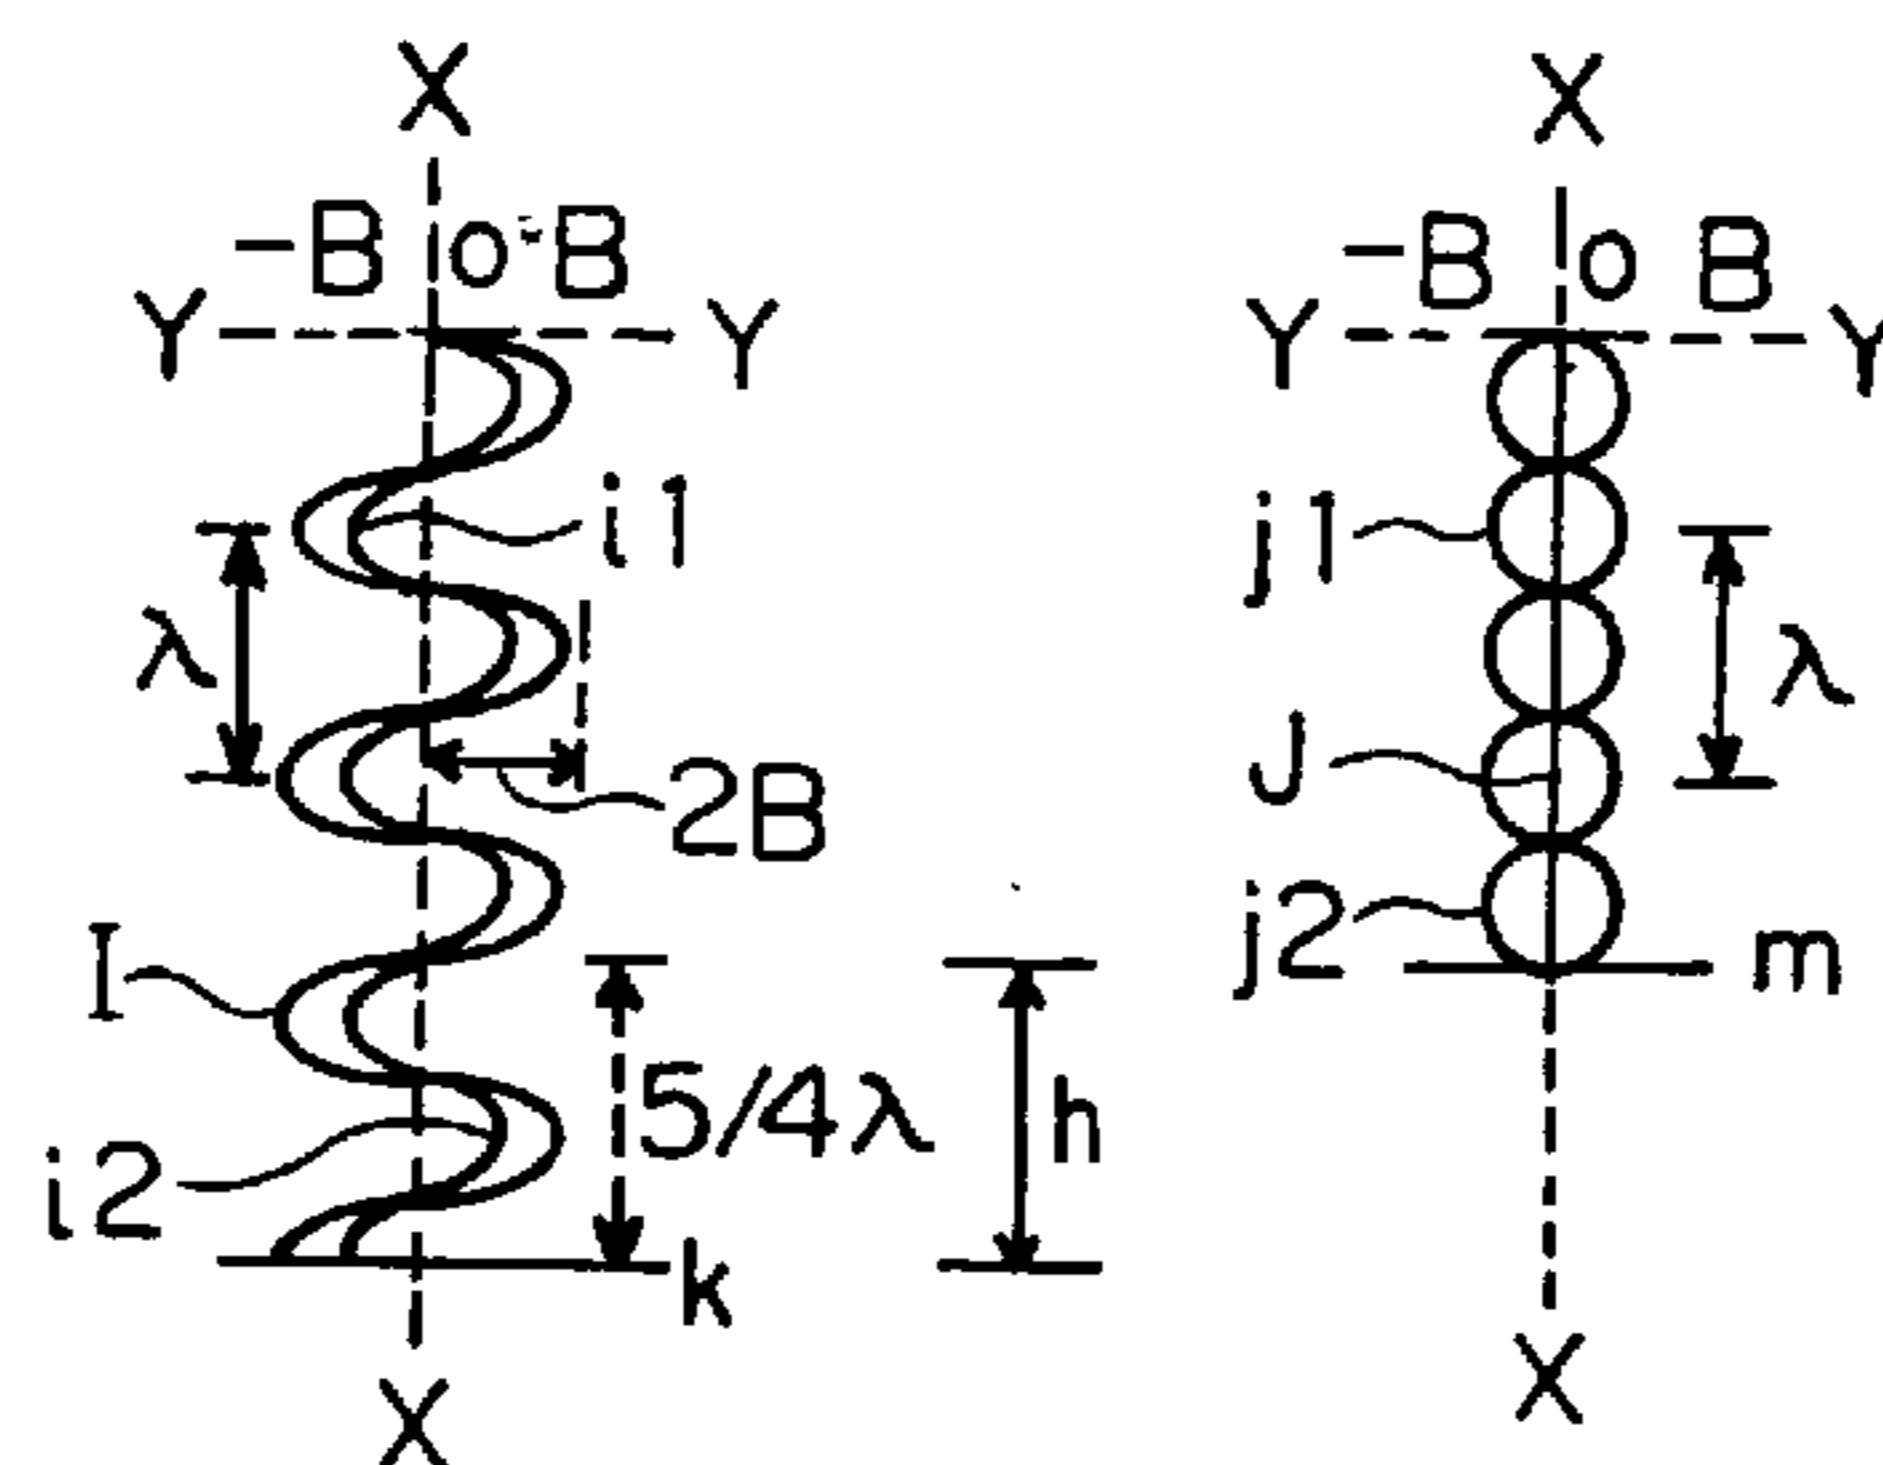 X X
-B O B -B O B
Y Y Y Y
i1 j1
λ λ
2B J
I j2 m
5/4λ h
i2
k
X X